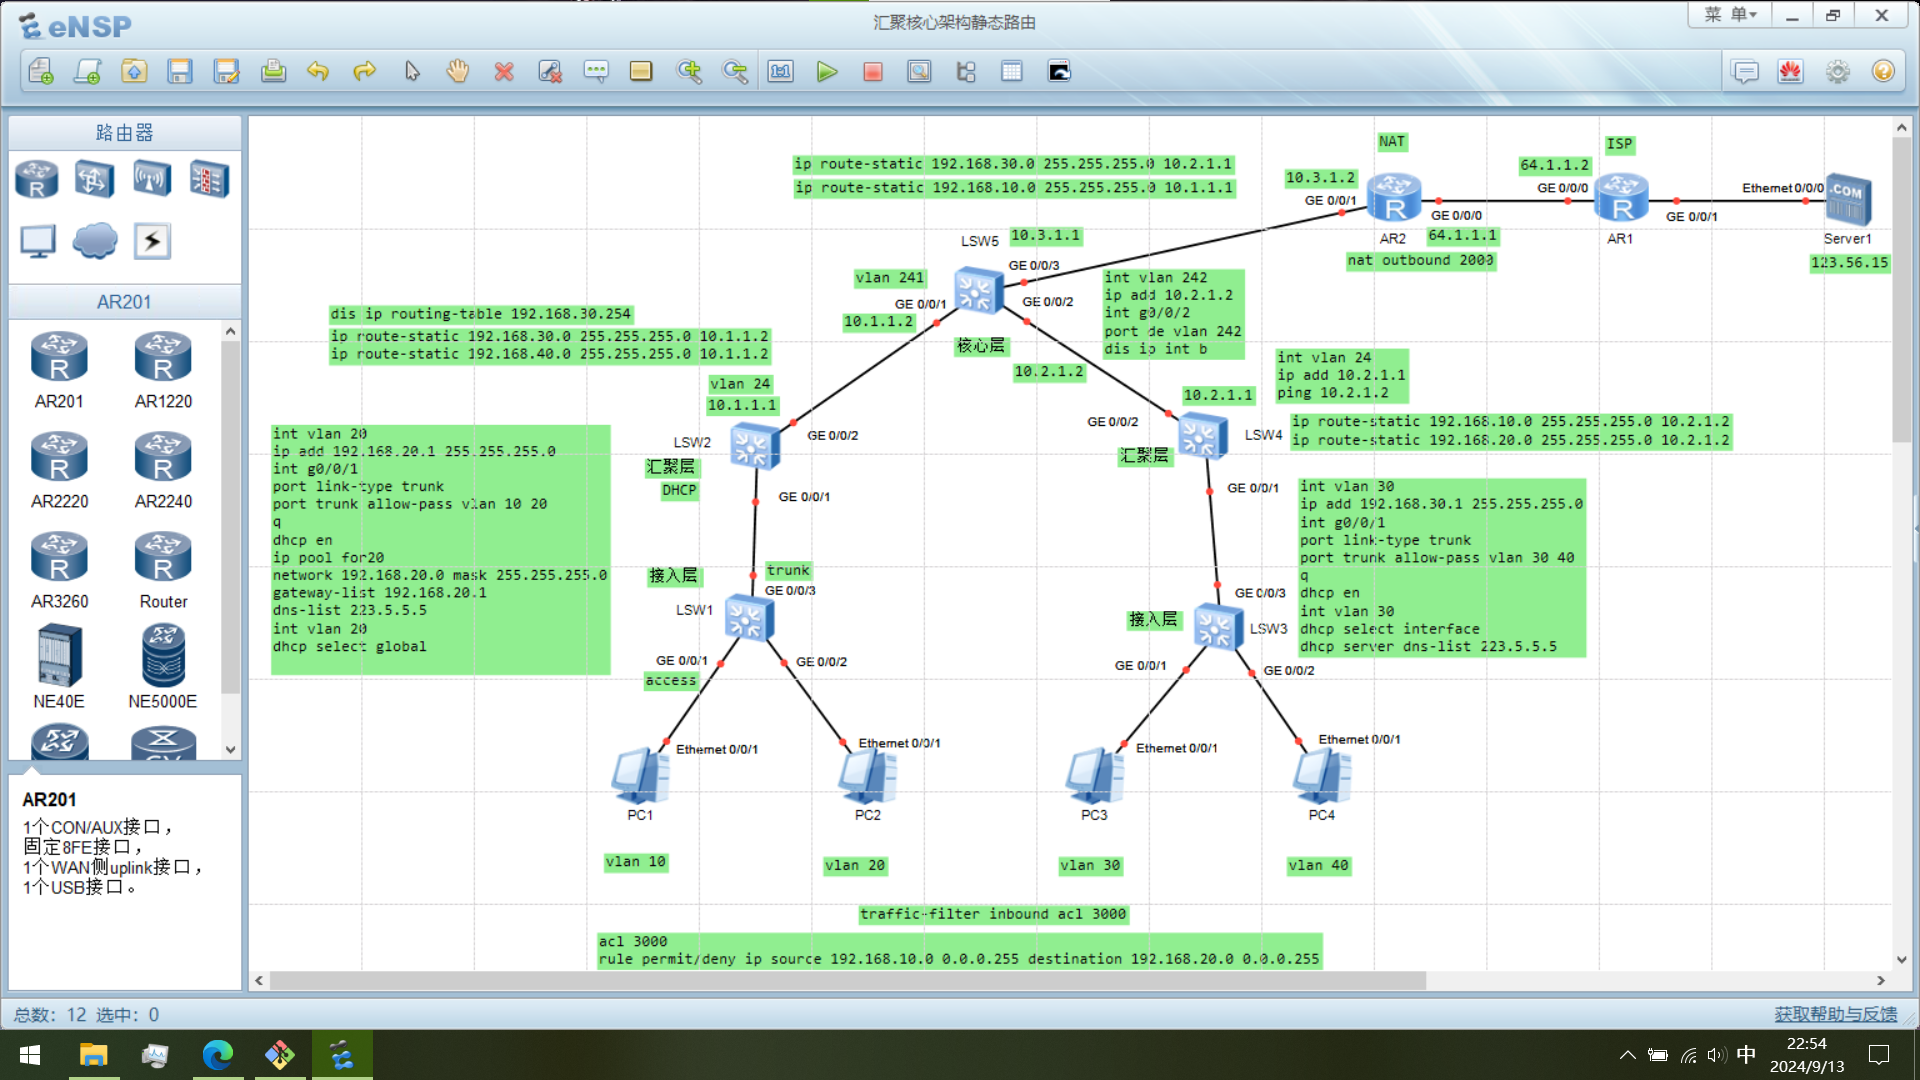 eNSP
汇聚核心架构静态路由
菜 单
路由器
AR201
AR201
AR1220
AR2220
AR2240
AR3260
Router
NE40E
NE5000E
AR201
1个CON/AUX接口，
固定8FE接口，
1个WAN侧uplink接口，
1个USB接口。
NAT
ISP
ip route-static 192.168.30.0 255.255.255.0 10.2.1.1
ip route-static 192.168.10.0 255.255.255.0 10.1.1.1
10.3.1.2
GE 0/0/1
64.1.1.2
GE 0/0/0
Ethernet 0/0/0
.COM
GE 0/0/0
GE 0/0/1
AR2
64.1.1.1
AR1
Server1
nat outbound 2000
123.56.15
LSW5
10.3.1.1
GE 0/0/3
vlan 241
GE 0/0/1
GE 0/0/2
10.1.1.2
核心层
10.2.1.2
int vlan 242
ip add 10.2.1.2
int g0/0/2
port de vlan 242
dis ip int b
dis ip routing-table 192.168.30.254
ip route-static 192.168.30.0 255.255.255.0 10.1.1.2
ip route-static 192.168.40.0 255.255.255.0 10.1.1.2
vlan 24
10.1.1.1
GE 0/0/2
LSW2
汇聚层
DHCP
GE 0/0/1
int vlan 24
ip add 10.2.1.1
ping 10.2.1.2
10.2.1.1
GE 0/0/2
LSW4
汇聚层
GE 0/0/1
ip route-static 192.168.10.0 255.255.255.0 10.2.1.2
ip route-static 192.168.20.0 255.255.255.0 10.2.1.2
int vlan 20
ip add 192.168.20.1 255.255.255.0
int g0/0/1
port link-type trunk
port trunk allow-pass vlan 10 20
q
dhcp en
ip pool for20
network 192.168.20.0 mask 255.255.255.0
gateway-list 192.168.20.1
dns-list 223.5.5.5
int vlan 20
dhcp select global
int vlan 30
ip add 192.168.30.1 255.255.255.0
int g0/0/1
port link-type trunk
port trunk allow-pass vlan 30 40
q
dhcp en
int vlan 30
dhcp select interface
dhcp server dns-list 223.5.5.5
接入层
trunk
GE 0/0/3
LSW1
GE 0/0/1
GE 0/0/2
access
接入层
GE 0/0/3
LSW3
GE 0/0/1
GE 0/0/2
Ethernet 0/0/1
Ethernet 0/0/1
Ethernet 0/0/1
Ethernet 0/0/1
PC1
PC2
PC3
PC4
vlan 10
vlan 20
vlan 30
vlan 40
traffic-filter inbound acl 3000
acl 3000
rule permit/deny ip source 192.168.10.0 0.0.0.255 destination 192.168.20.0 0.0.0.255
总数: 12 选中: 0
获取帮助与反馈
中
22:54
2024/9/13